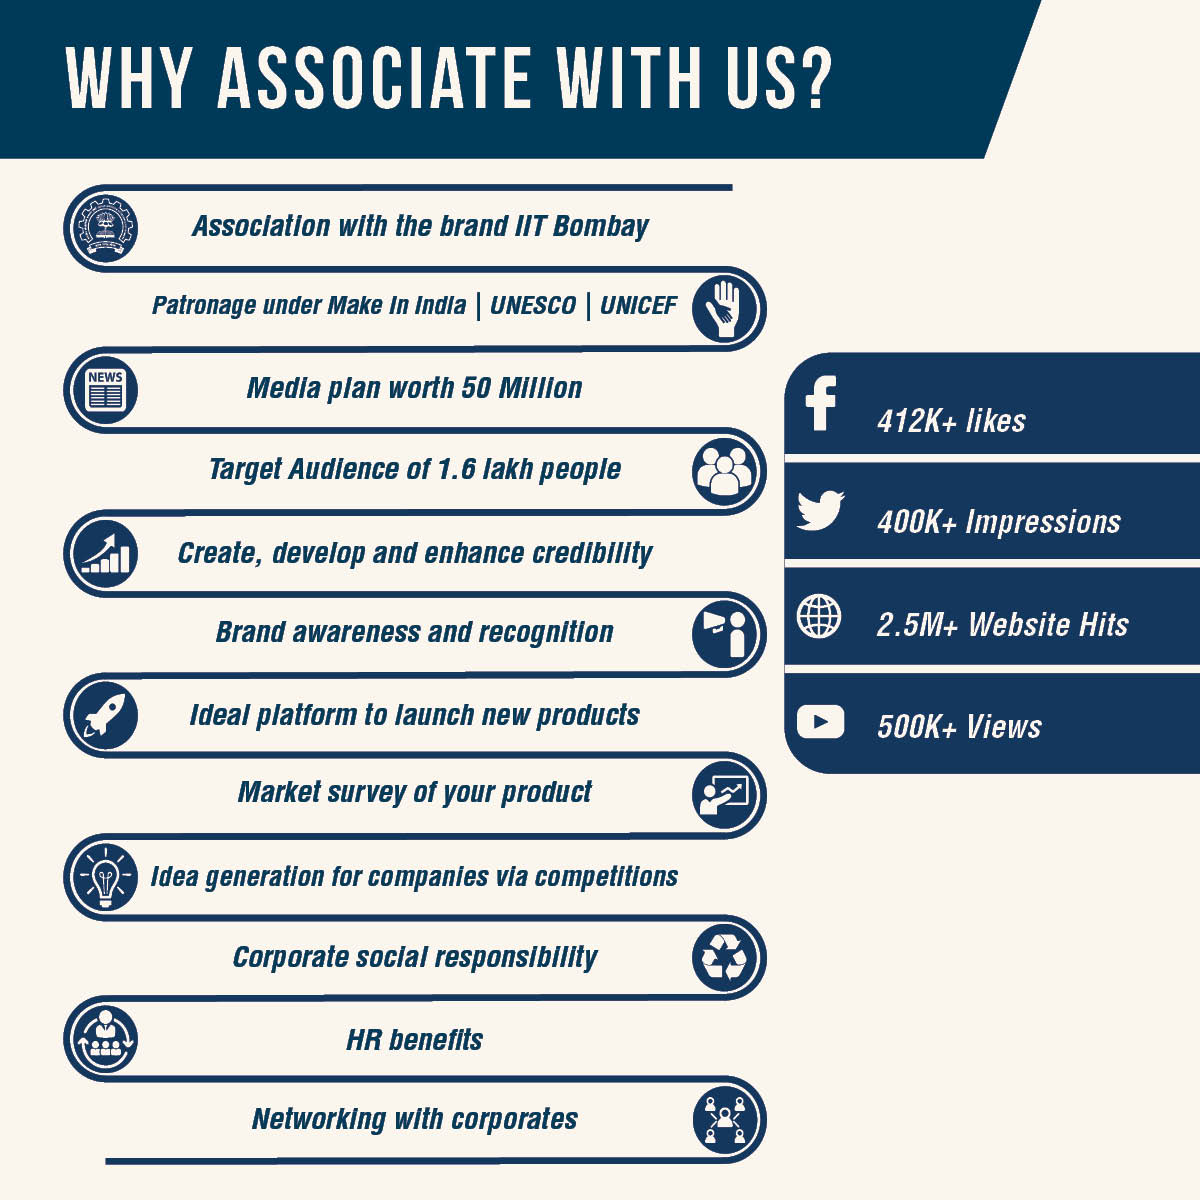 WHY ASSOCIATE WITH US?
Association with the brand IIT Bombay
Patronage under Make In India | UNESCO | UNICEF
NEWS
Media plan worth 50 Million
Target Audience of 1.6 lakh people
Create, develop and enhance credibility
Brand awareness and recognition
Ideal platform to launch new products
Market survey of your product
Idea generation for companies via competitions
Corporate social responsibility
HR benefits
Networking with corporates
412K+ likes
400K+ Impressions
2.5M+ Website Hits
500K+ Views